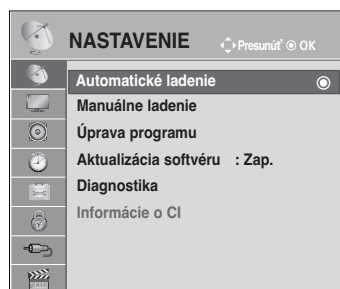 NASTAVENIE Presunúť OK
Automatické ladenie
Manuálne ladenie
Úprava programu
Aktualizácia softvéru : Zap.
Diagnostika
Informácie o CI